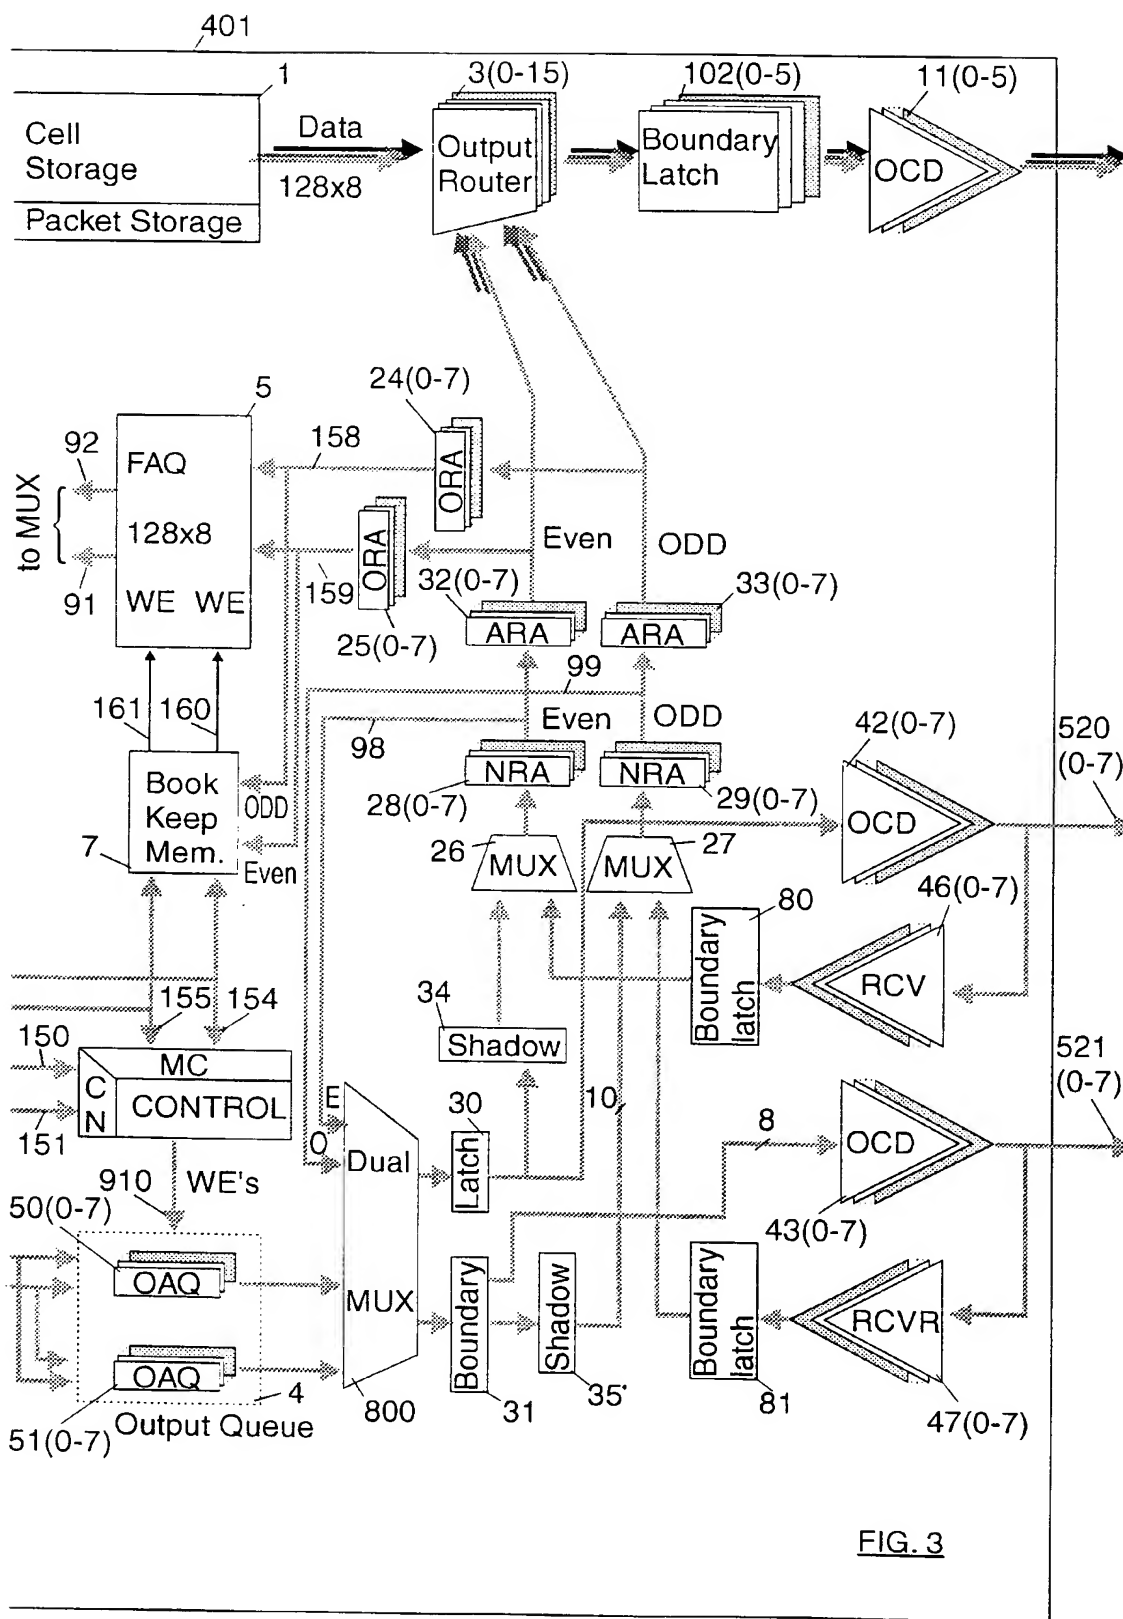 401
1
3(0-15)
102(0-5)
11(0-5)
Cell
Storage
Packet Storage
Data
128x8
Output
Router
Boundary
Latch
OCD
5
24(0-7)
92
158
FAQ
ORA
to MUX
128x8
ORA
Even
ODD
91
WE WE
159
32(0-7)
33(0-7)
25(0-7)
ARA
ARA
99
161
160
98
Even
ODD
42(0-7)
520
(0-7)
NRA
NRA
Book
Keep
Mem.
ODD
Even
28(0-7)
29(0-7)
OCD
7
26
27
MUX
MUX
80
46(0-7)
Boundary
latch
RCV
155
154
34
150
Shadow
521
(0-7)
MC
C
N
CONTROL
151
E
O
30
10
8
OCD
Dual
Latch
910
WE's
50(0-7)
43(0-7)
OAQ
MUX
Boundary
Shadow
Boundary
latch
RCVR
OAQ
4
800
31
35
81
47(0-7)
Output Queue
51(0-7)
FIG. 3